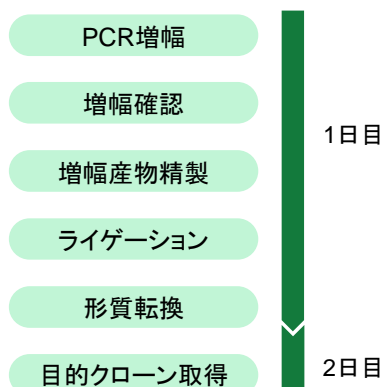 PCR増幅
増幅確認
1日目
増幅産物精製
ライゲーション
形質転換
目的クローン取得
2日目